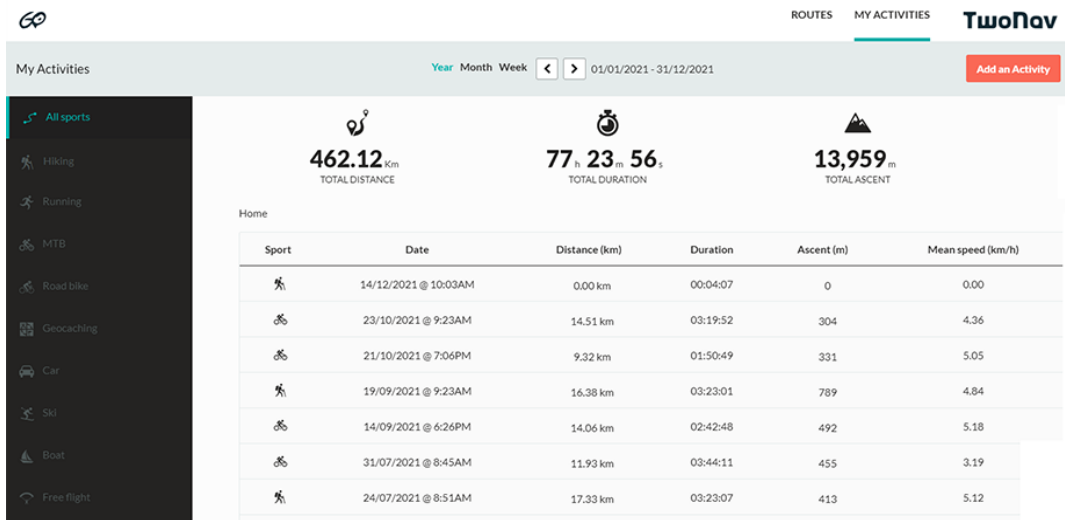 GO
ROUTES MY ACTIVITIES TwoNav
My Activities Year Month Week 01/01/2021 - 31/12/2021 Add an Activity
All sports
Hiking
Running
MTB
Road bike
Geocaching
Car
Ski
Boat
Free flight
462.12 Km 77 h 23 m 56 s 13,959 m
TOTAL DISTANCE TOTAL DURATION TOTAL ASCENT
Home
Sport Date Distance (km) Duration Ascent (m) Mean speed (km/h)
14/12/2021 @ 10:03AM 0.00 km 00:04:07 0 0.00
23/10/2021 @ 9:23AM 14.51 km 03:19:52 304 4.36
21/10/2021 @ 7:06PM 9.32 km 01:50:49 331 5.05
19/09/2021 @ 9:23AM 16.38 km 03:23:01 789 4.84
14/09/2021 @ 6:26PM 14.06 km 02:42:48 492 5.18
31/07/2021 @ 8:45AM 11.93 km 03:44:11 455 3.19
24/07/2021 @ 8:51AM 17.33 km 03:23:07 413 5.12